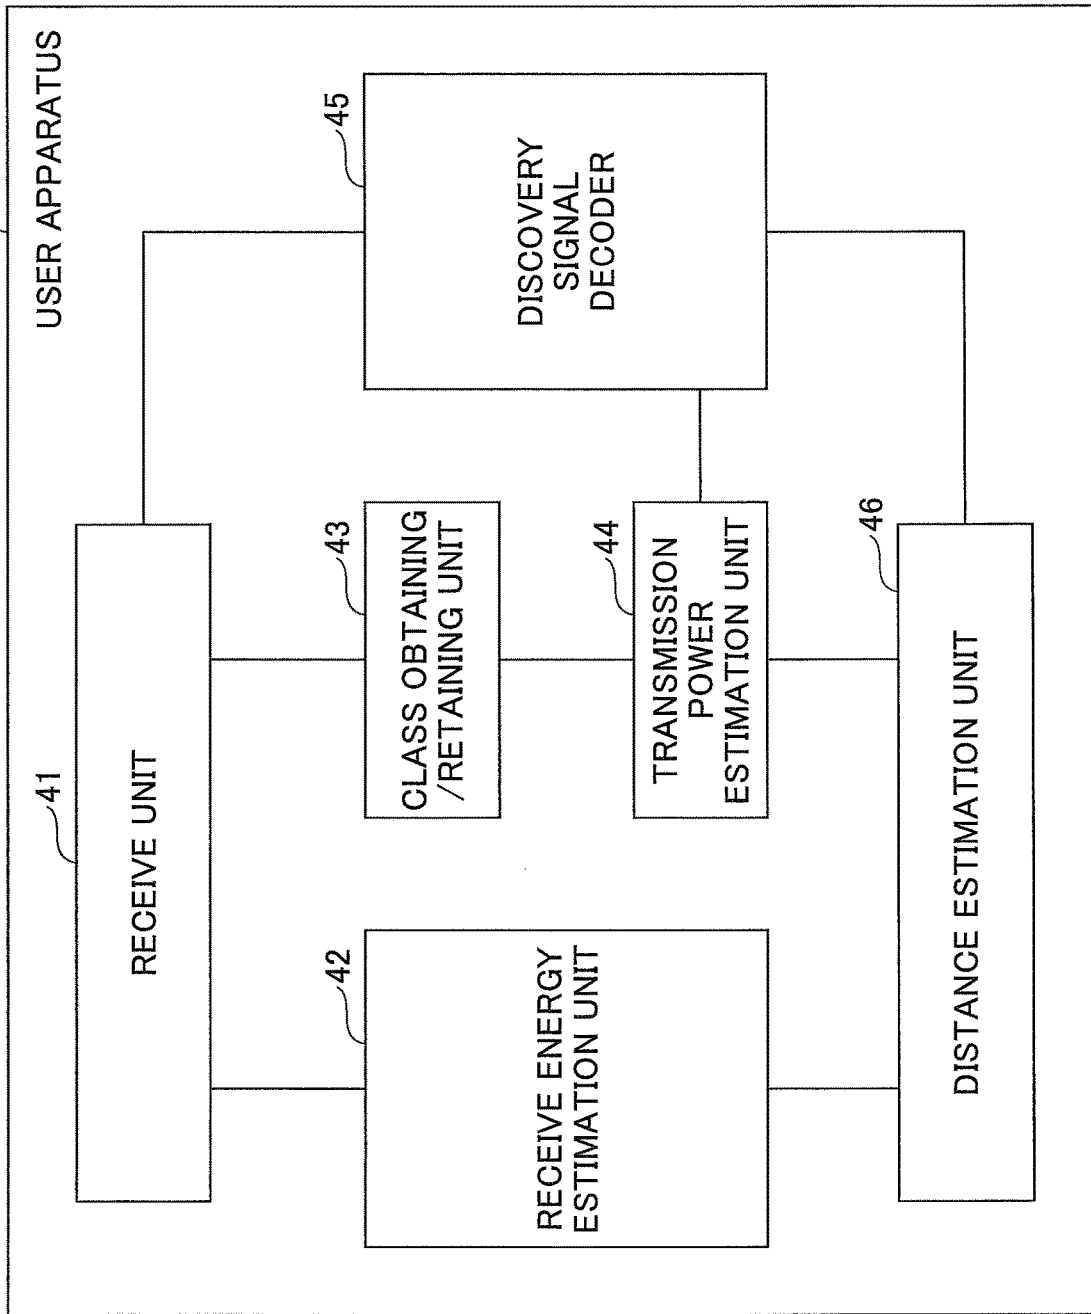 USER APPARATUS
41
RECEIVE UNIT
42
RECEIVE ENERGY
ESTIMATION UNIT
43
CLASS OBTAINING
/RETAINING UNIT
44
TRANSMISSION
POWER
ESTIMATION UNIT
45
DISCOVERY
SIGNAL
DECODER
46
DISTANCE ESTIMATION UNIT